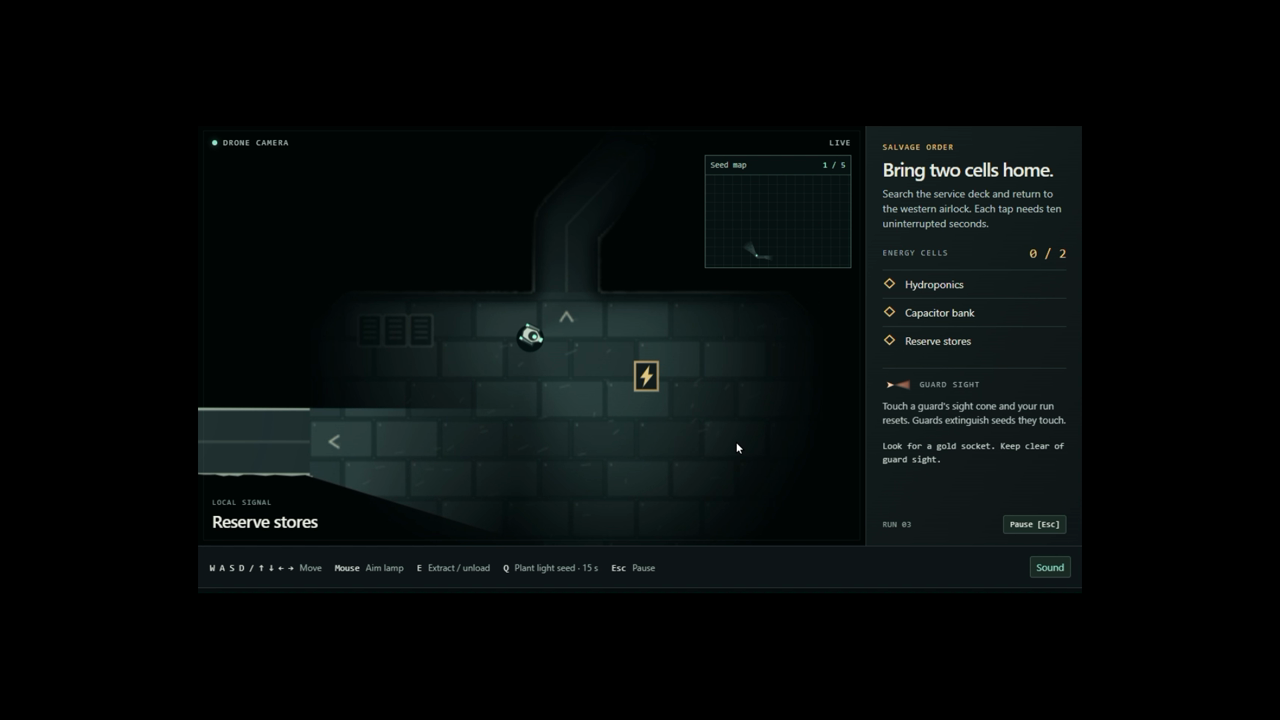 DRONE CAMERA
LIVE
Seed map 1 / 5
LOCAL SIGNAL
Reserve stores
SALVAGE ORDER
Bring two cells home.
Search the service deck and return to
the western airlock. Each tap needs ten
uninterrupted seconds.
ENERGY CELLS 0 / 2
Hydroponics
Capacitor bank
Reserve stores
GUARD SIGHT
Touch a guard's sight cone and your run
resets. Guards extinguish seeds they touch.
Look for a gold socket. Keep clear of
guard sight.
RUN 03
Pause [Esc]
W A S D / ↑ ↓ ← → Move Mouse Aim lamp E Extract / unload Q Plant light seed · 15 s Esc Pause
Sound